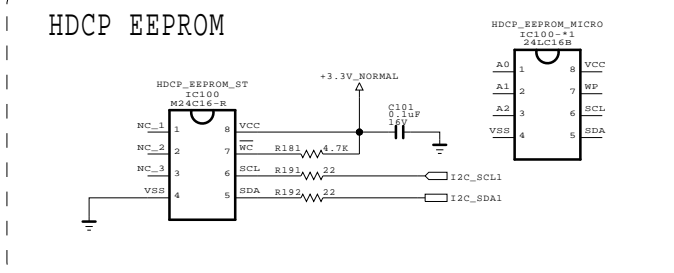 HDCP EEPROM
HDCP_EEPROM_MICRO
IC100-*1
24LC16B
A0 1 8 VCC
A1 2 7 WP
A2 3 6 SCL
VSS 4 5 SDA
HDCP_EEPROM_ST
IC100
M24C16-R
+3.3V_NORMAL
C101
0.1uF
16V
NC_1 1 8 VCC
NC_2 2 7 WC R181 4.7K
NC_3 3 6 SCL R191 22 I2C_SCL1
VSS 4 5 SDA R192 22 I2C_SDA1